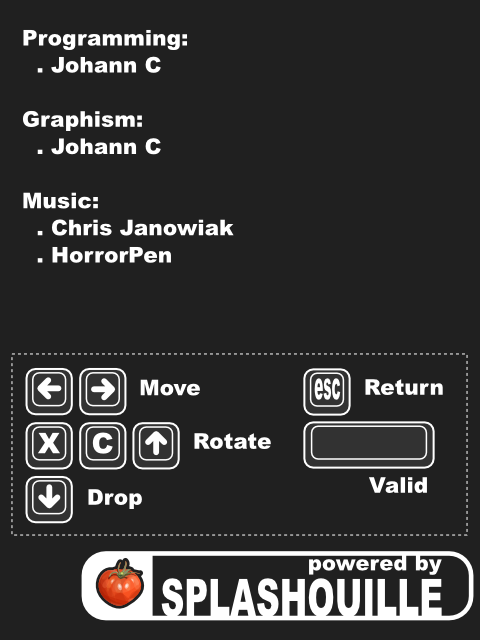 Programming:
. Johann C
Graphism:
. Johann C
Music:
. Chris Janowiak
. HorrorPen
← → Move
esc Return
X C ↑ Rotate
Valid
↓ Drop
powered by
SPLASHOUILLE